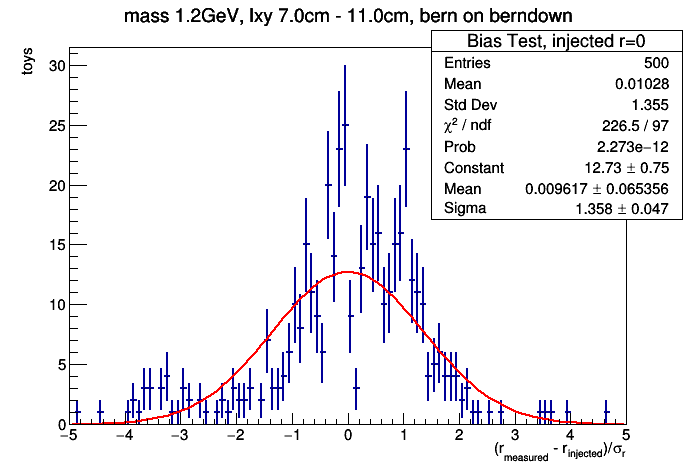 mass 1.2GeV, lxy 7.0cm - 11.0cm, bern on berndown
Bias Test, injected r=0
Entries 500
Mean 0.01028
Std Dev 1.355
χ² / ndf 226.5 / 97
Prob 2.273e−12
Constant 12.73 ± 0.75
Mean 0.009617 ± 0.065356
Sigma 1.358 ± 0.047
toys
30
25
20
15
10
5
0
−5 −4 −3 −2 −1 0 1 2 3 4 5
(r_measured - r_injected)/σ_r